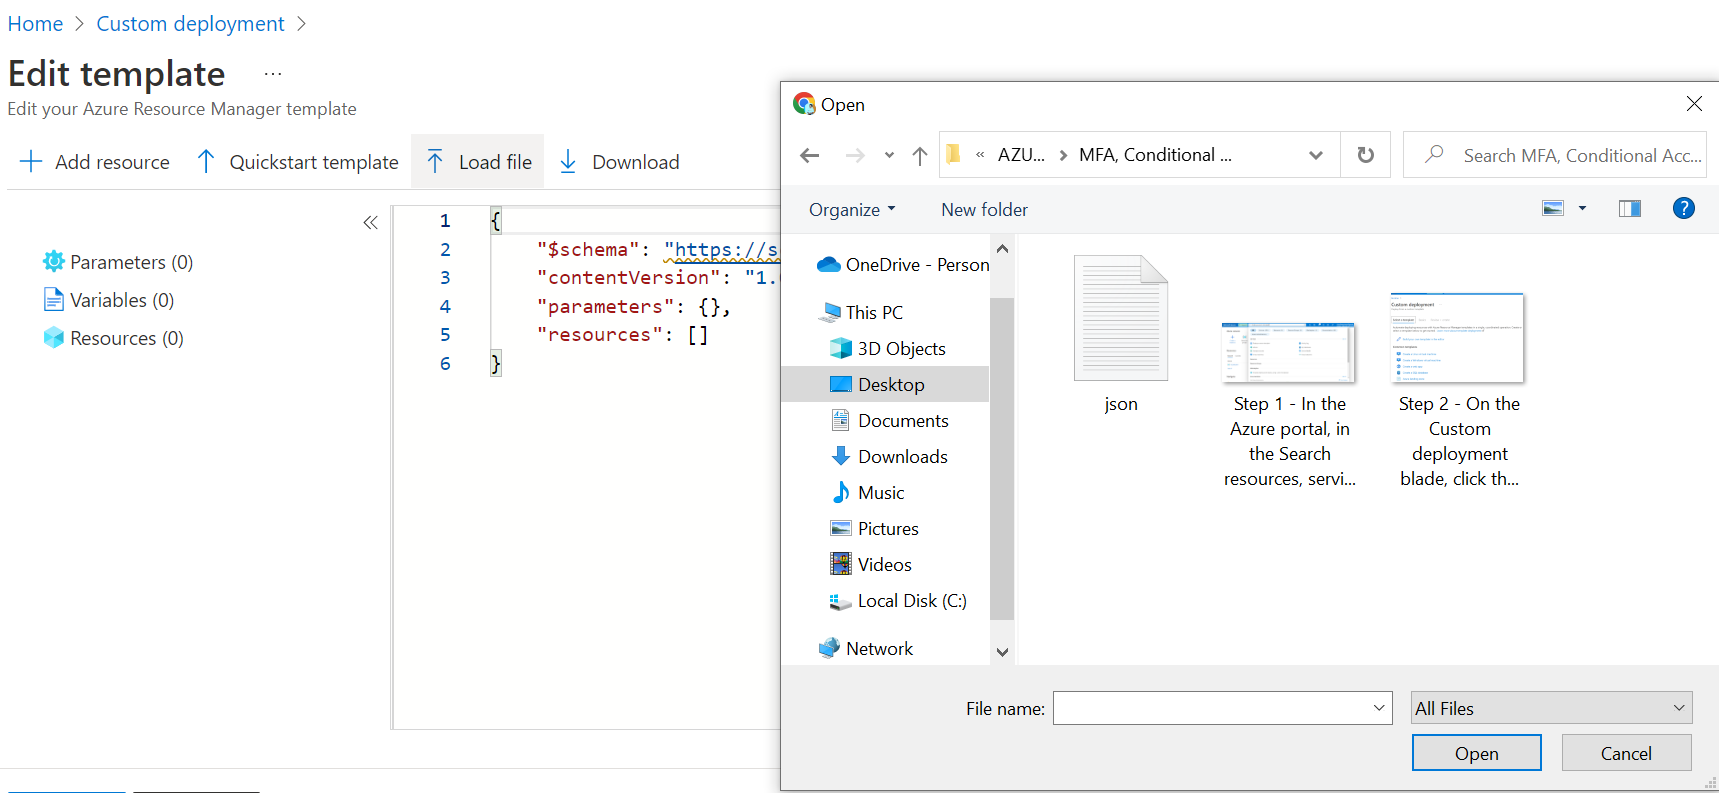 Home > Custom deployment >
Edit template ...
Edit your Azure Resource Manager template
Add resource
Quickstart template
Load file
Download
«
Parameters (0)
Variables (0)
Resources (0)
1 {
2 "$schema": "https://s
3 "contentVersion": "1.
4 "parameters": {},
5 "resources": []
6 }
Open
« AZU... > MFA, Conditional ...
Search MFA, Conditional Acc...
Organize
New folder
?
OneDrive - Person
This PC
3D Objects
Desktop
Documents
Downloads
Music
Pictures
Videos
Local Disk (C:)
Network
json
Step 1 - In the
Azure portal, in
the Search
resources, servi...
Step 2 - On the
Custom
deployment
blade, click th...
File name:
All Files
Open
Cancel